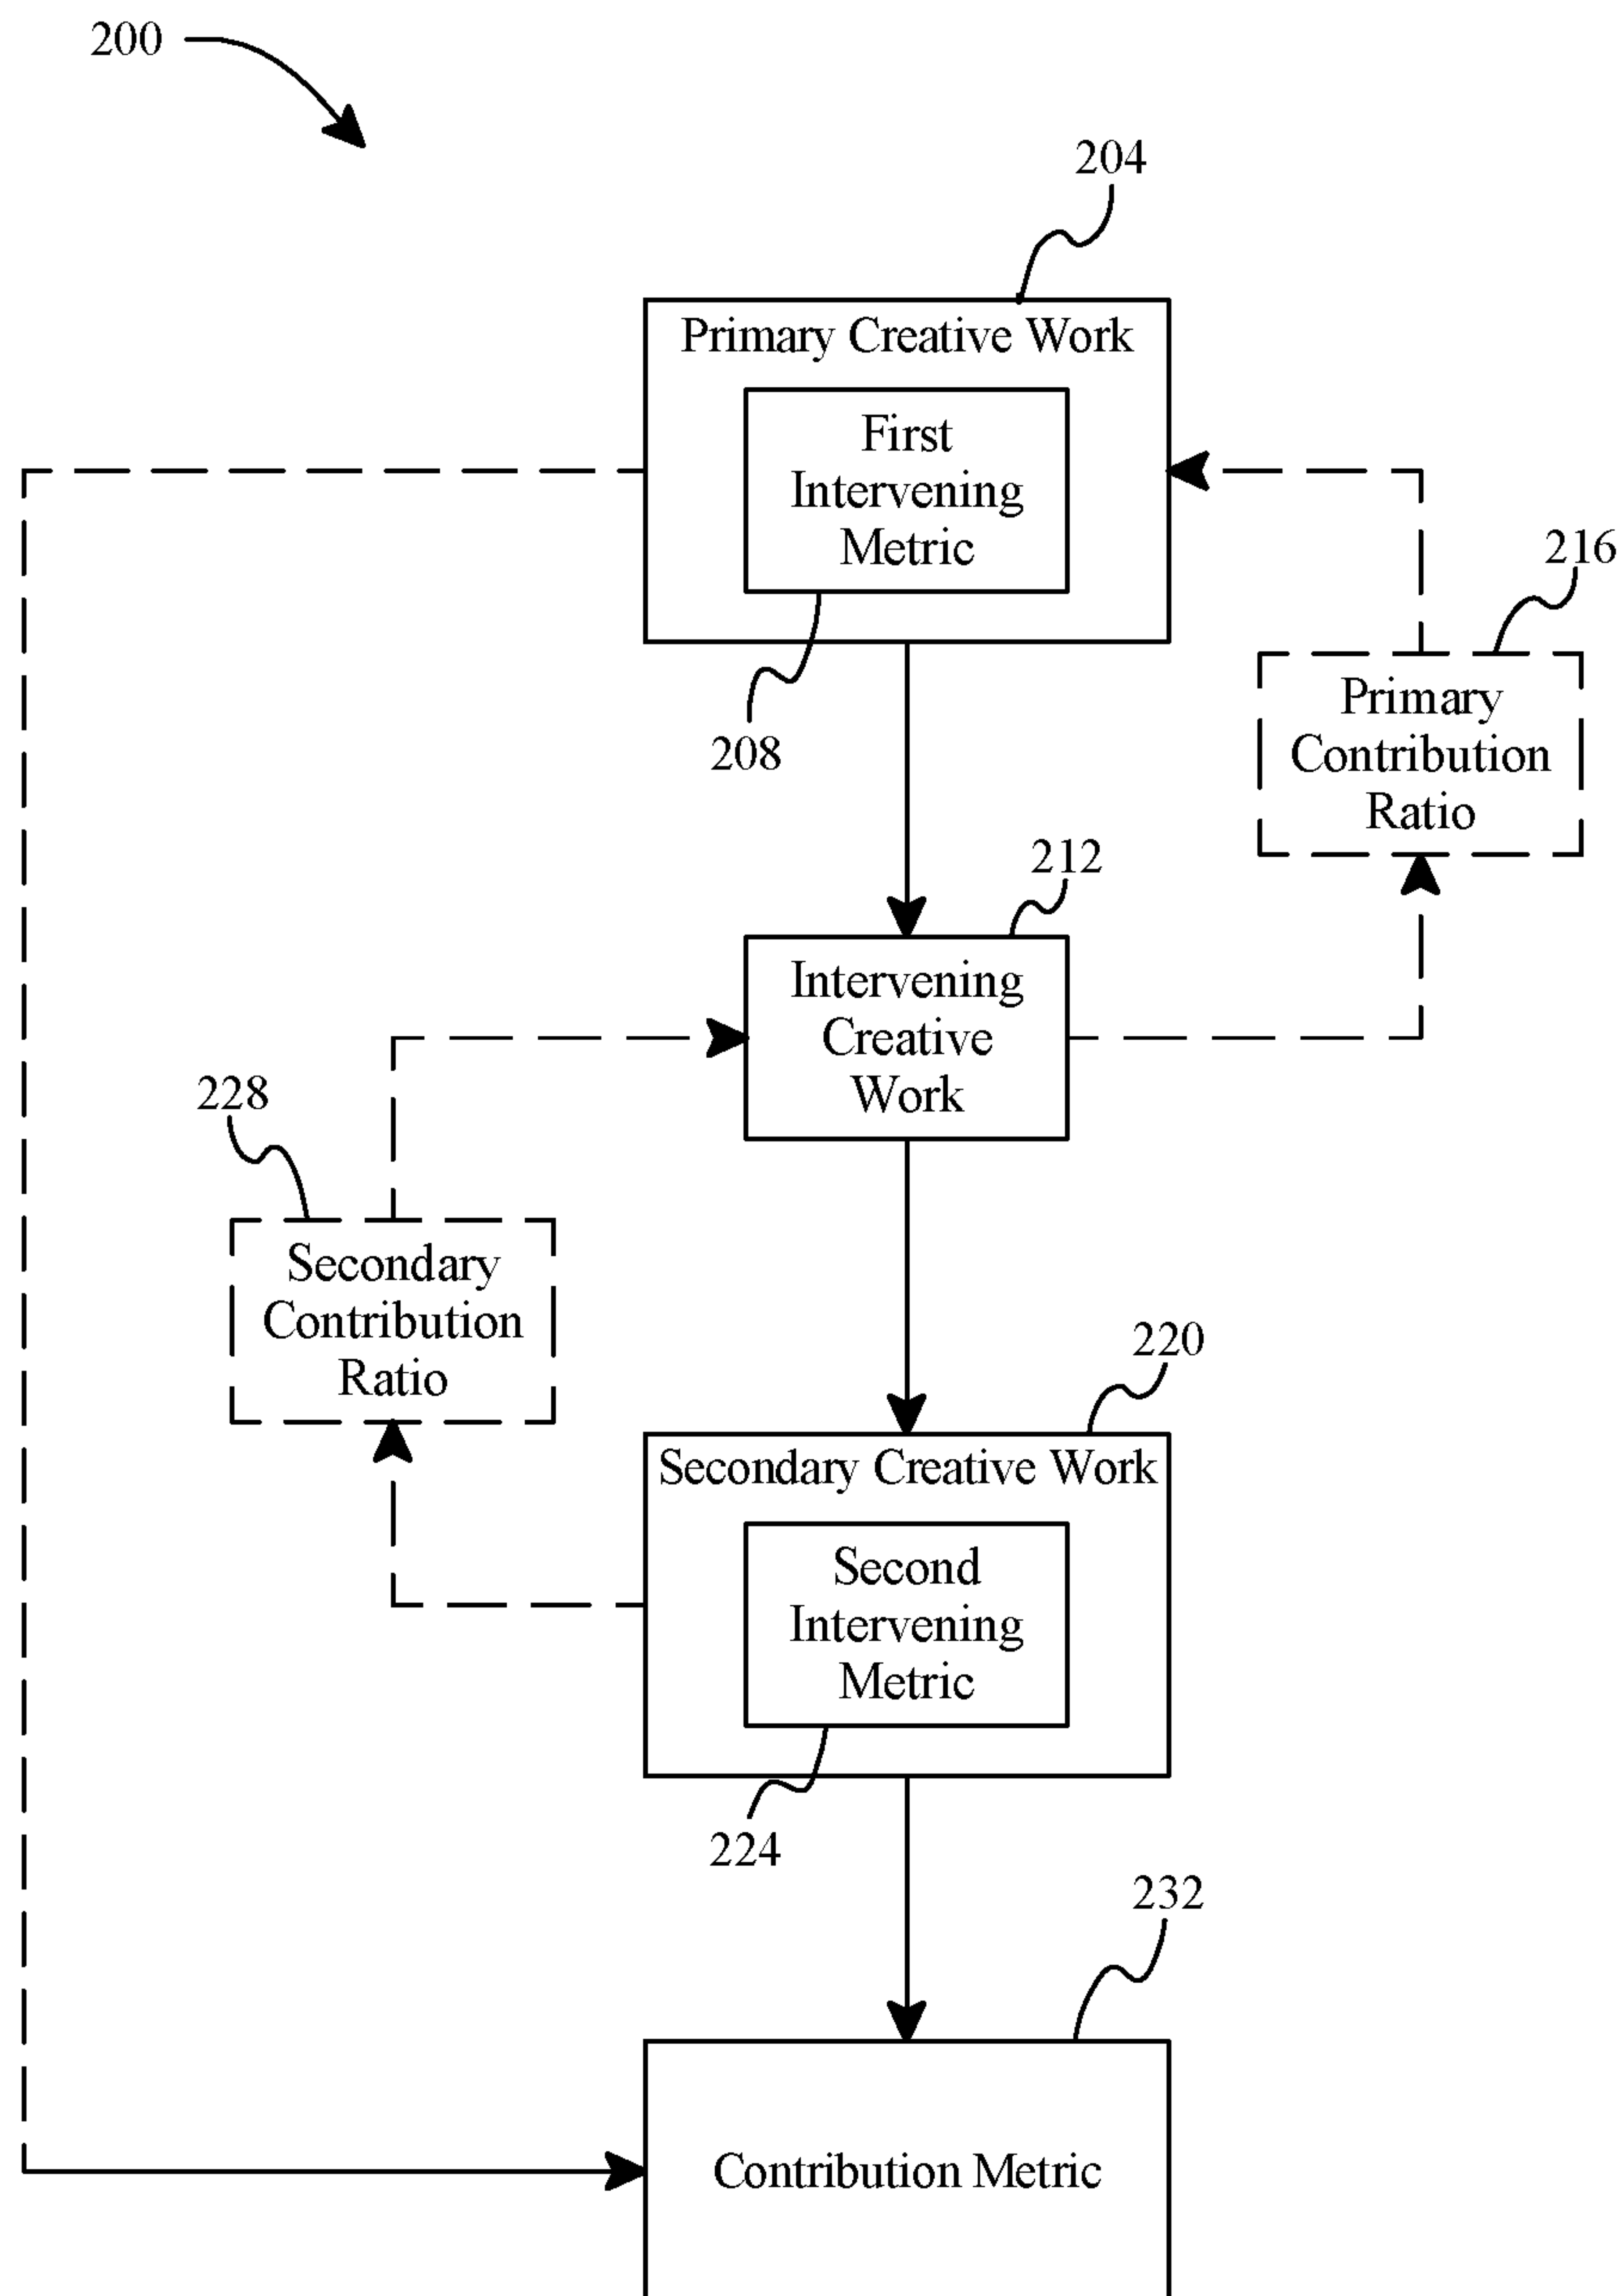 200
204
Primary Creative Work
First
Intervening
Metric
216
Primary
Contribution
Ratio
208
212
Intervening
Creative
Work
228
Secondary
Contribution
Ratio
220
Secondary Creative Work
Second
Intervening
Metric
224
232
Contribution Metric